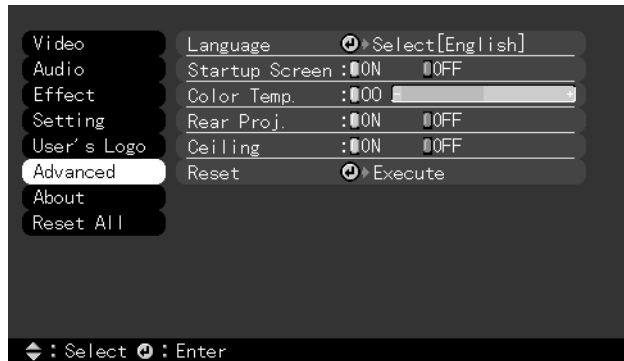 Video
Audio
Effect
Setting
User's Logo
Advanced
About
Reset All
Language Select[English]
Startup Screen : ON OFF
Color Temp. : 00 - +
Rear Proj. : ON OFF
Ceiling : ON OFF
Reset Execute
: Select : Enter